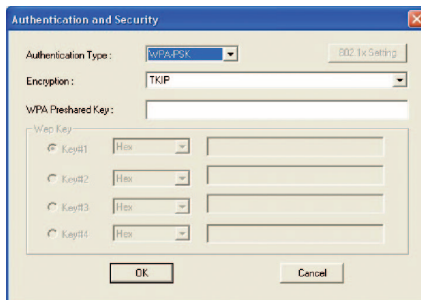 Authentication and Security
Authentication Type : WPA-PSK 802.1x Setting
Encryption : TKIP
WPA Preshared Key :
Wep Key
Key#1 Hex
Key#2 Hex
Key#3 Hex
Key#4 Hex
OK Cancel